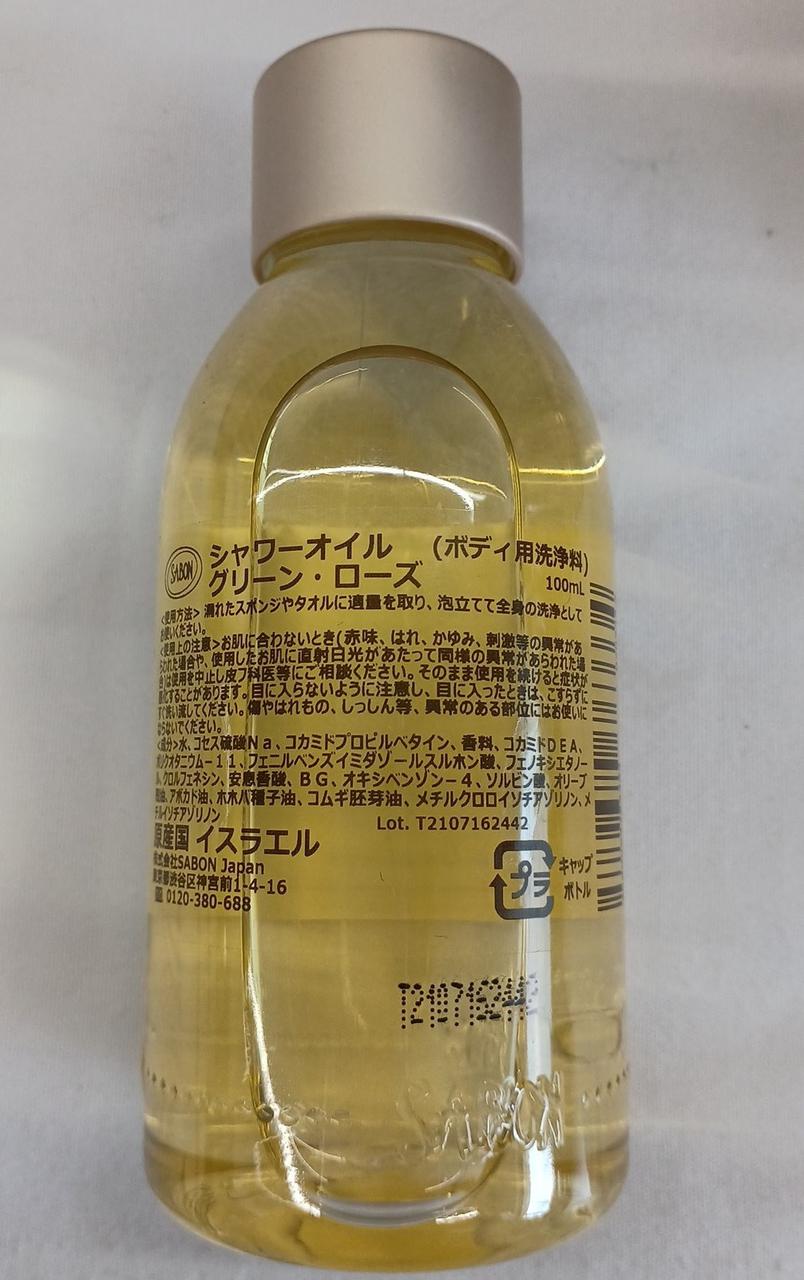 SABON
シャワーオイル (ボディ用洗浄料)
グリーン・ローズ 100mL
<使用方法> 濡れたスポンジやタオルに適量を取り、泡立てて全身の洗浄として
お使いください。
<使用上の注意>お肌に合わないとき(赤味、はれ、かゆみ、刺激等の異常があ
らわれた場合や、使用したお肌に直射日光があたって同様の異常があらわれた場
合)は使用を中止し皮フ科医等にご相談ください。そのまま使用を続けると症状が
悪化することがあります。目に入らないように注意し、目に入ったときは、こすらずに
すぐ洗い流してください。傷やはれもの、しっしん等、異常のある部位にはお使いに
ならないでください。
<成分>水、コセス硫酸Na、コカミドプロピルベタイン、香料、コカミドDEA、
ポリクオタニウム-11、フェニルベンズイミダゾールスルホン酸、フェノキシエタノー
ル、クロルフェネシン、安息香酸、BG、オキシベンゾン-4、ソルビン酸、オリーブ
果実油、アボカド油、ホホバ種子油、コムギ胚芽油、メチルクロロイソチアゾリノン、メ
チルイソチアゾリノン
Lot. T2107162442
原産国 イスラエル
株式会社SABON Japan
東京都渋谷区神宮前1-4-16
0120-380-688
プラ
キャップ
ボトル
T2107162442